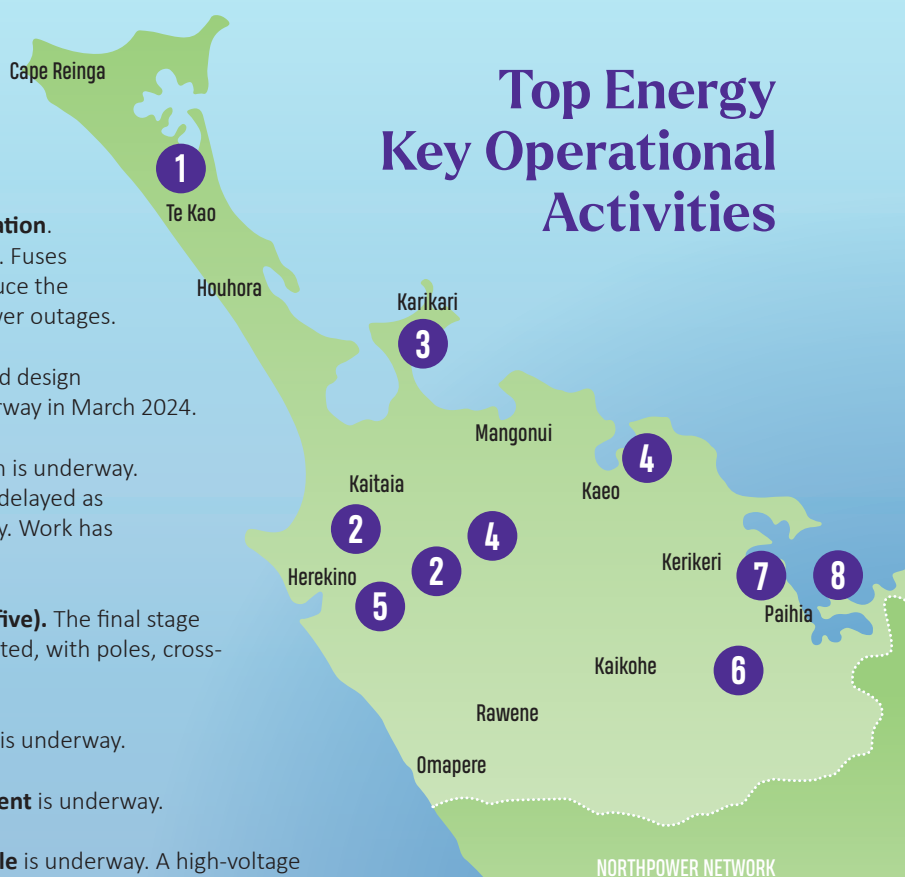 Top Energy
Key Operational
Activities
Cape Reinga
1
Te Kao
Houhora
Karikari
3
Mangonui
4
Kaeo
Kaitaia
2
4
2
Herekino
5
Kerikeri
7
8
Paihia
Kaikohe
6
Rawene
Omapere
NORTHPOWER NETWORK
ation.
. Fuses
uce the
ver outages.
d design
rway in March 2024.
n is underway.
delayed as
y. Work has
five). The final stage
ted, with poles, cross-
is underway.
ent is underway.
le is underway. A high-voltage